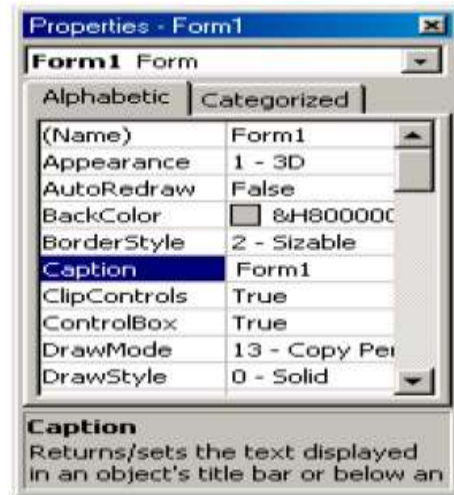 Properties - Form1
Form1 Form
Alphabetic Categorized
(Name) Form1
Appearance 1 - 3D
AutoRedraw False
BackColor &H800000
BorderStyle 2 - Sizable
Caption Form1
ClipControls True
ControlBox True
DrawMode 13 - Copy Pe
DrawStyle 0 - Solid
Caption
Returns/sets the text displayed
in an object's title bar or below an